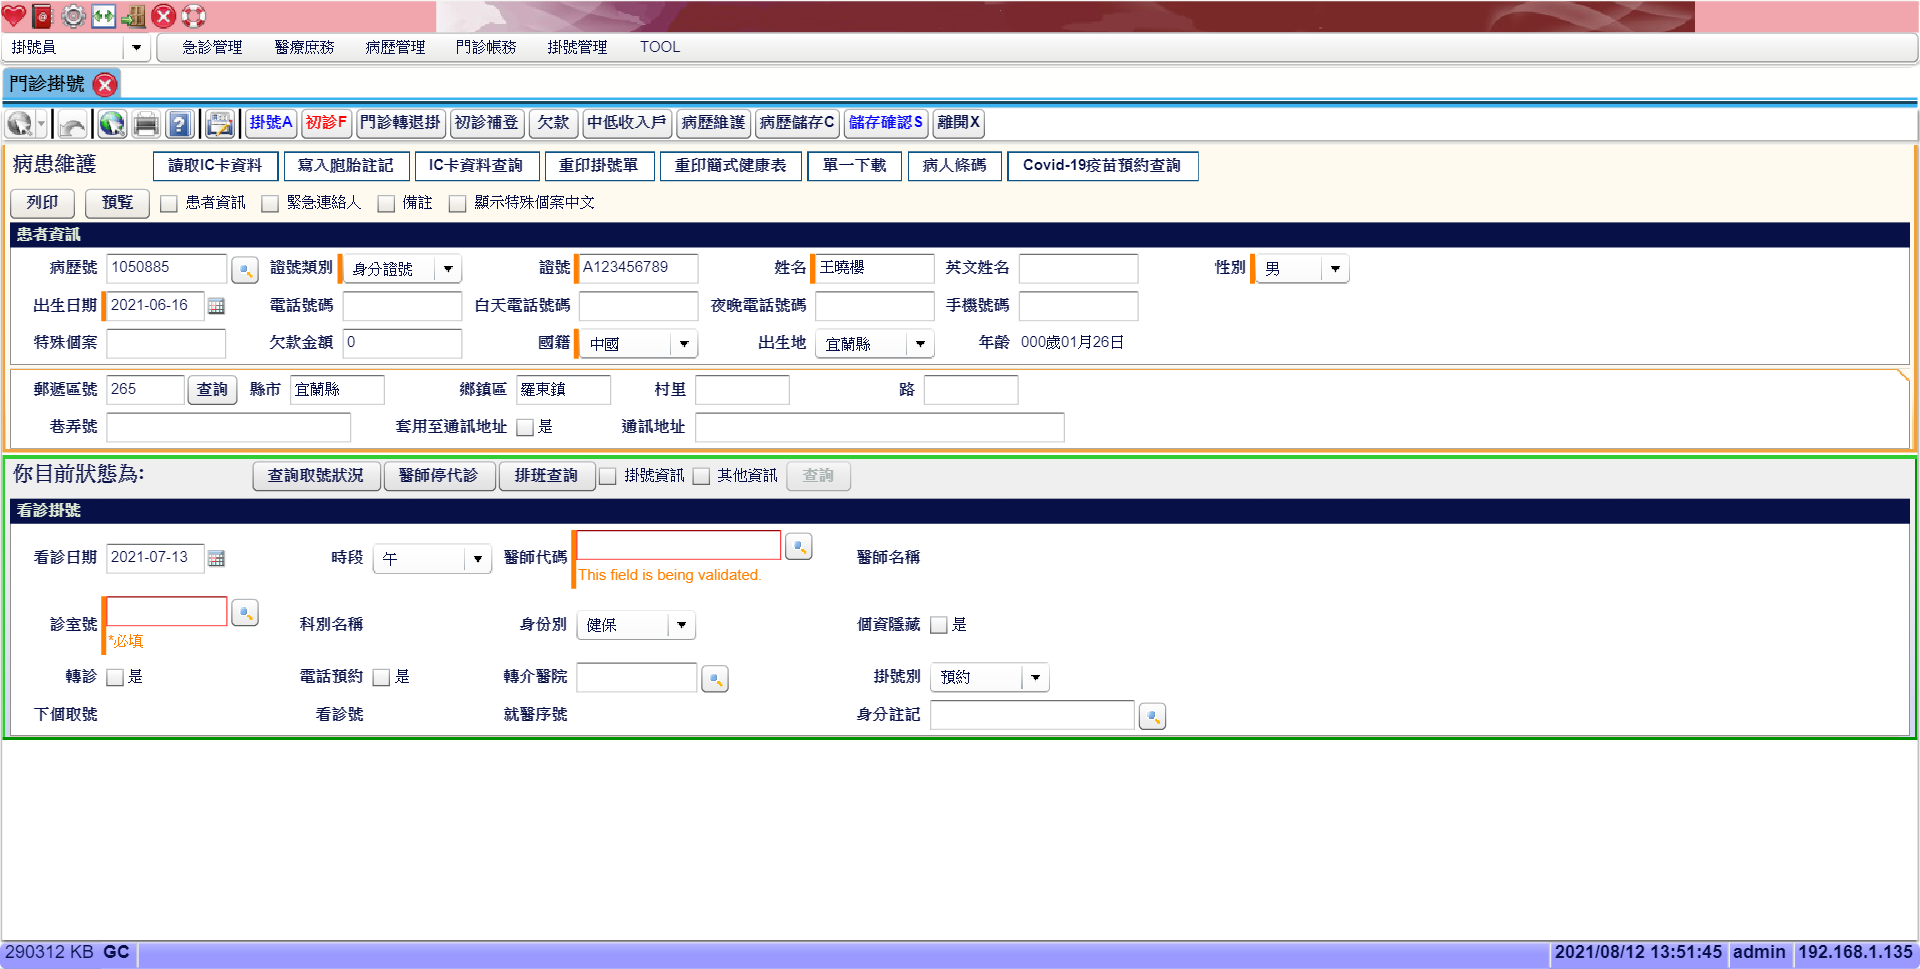 掛號員 急診管理 醫療庶務 病歷管理 門診帳務 掛號管理 TOOL
門診掛號
掛號A 初診F 門診轉退掛 初診補登 欠款 中低收入戶 病歷維護 病歷儲存C 儲存確認S 離開X
病患維護 讀取IC卡資料 寫入胞胎註記 IC卡資料查詢 重印掛號單 重印簡式健康表 單一下載 病人條碼 Covid-19疫苗預約查詢
列印 預覧 患者資訊 緊急連絡人 備註 顯示特殊個案中文
患者資訊
病歷號 1050885 證號類別 身分證號 證號 A123456789 姓名 王曉櫻 英文姓名 性別 男
出生日期 2021-06-16 電話號碼 白天電話號碼 夜晚電話號碼 手機號碼
特殊個案 欠款金額 0 國籍 中國 出生地 宜蘭縣 年齡 000歲01月26日
郵遞區號 265 查詢 縣市 宜蘭縣 鄉鎮區 羅東鎮 村里 路
巷弄號 套用至通訊地址 是 通訊地址
你目前狀態為: 查詢取號狀況 醫師停代診 排班查詢 掛號資訊 其他資訊 查詢
看診掛號
看診日期 2021-07-13 時段 午 醫師代碼 醫師名稱
This field is being validated.
診室號 科別名稱 身份別 健保 個資隱藏 是
*必填
轉診 是 電話預約 是 轉介醫院 掛號別 預約
下個取號 看診號 就醫序號 身分註記
290312 KB GC 2021/08/12 13:51:45 admin 192.168.1.135